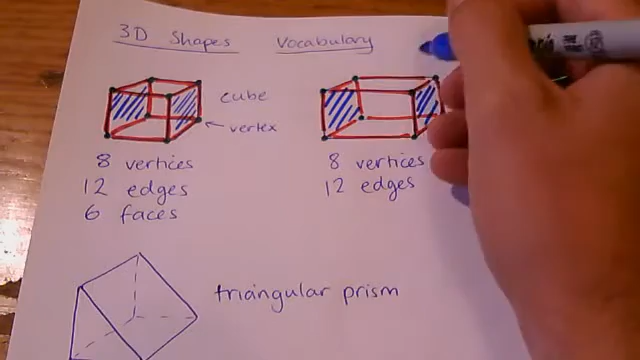 3D Shapes Vocabulary
cube
vertex
8 vertices
12 edges
6 faces
8 vertices
12 edges
triangular prism